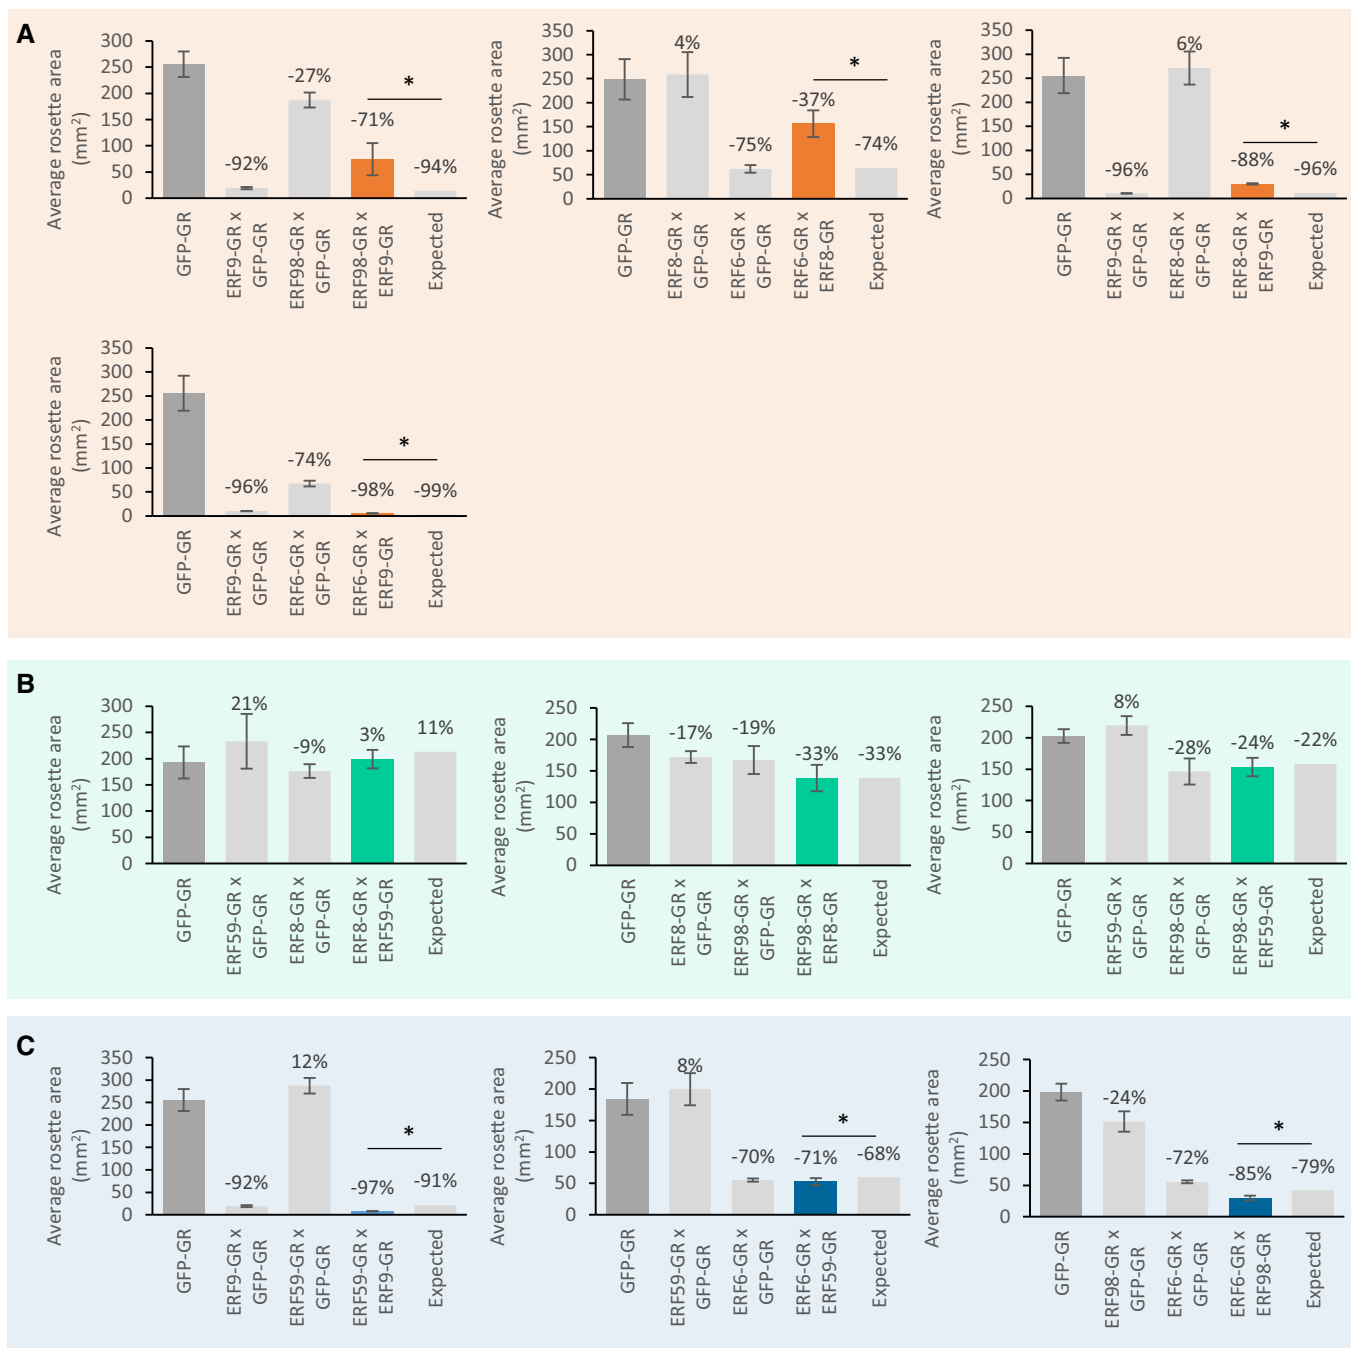 A
Average rosette area
(mm²)
300
250
200
150
100
50
0
-92%
-27%
-71%
*
-94%
GFP-GR
ERF9-GR x
GFP-GR
ERF98-GR x
GFP-GR
ERF98-GR x
ERF9-GR
Expected
Average rosette area
(mm²)
350
300
250
200
150
100
50
0
4%
-75%
-37%
*
-74%
GFP-GR
ERF8-GR x
GFP-GR
ERF6-GR x
GFP-GR
ERF6-GR x
ERF8-GR
Expected
Average rosette area
(mm²)
350
300
250
200
150
100
50
0
-96%
6%
-88%
*
-96%
GFP-GR
ERF9-GR x
GFP-GR
ERF8-GR x
GFP-GR
ERF8-GR x
ERF9-GR
Expected
Average rosette area
(mm²)
350
300
250
200
150
100
50
0
-96%
-74%
-98%
*
-99%
GFP-GR
ERF9-GR x
GFP-GR
ERF6-GR x
GFP-GR
ERF6-GR x
ERF9-GR
Expected
B
Average rosette area
(mm²)
300
250
200
150
100
50
0
21%
-9%
3%
11%
GFP-GR
ERF59-GR x
GFP-GR
ERF8-GR x
GFP-GR
ERF8-GR x
ERF59-GR
Expected
Average rosette area
(mm²)
250
200
150
100
50
0
-17%
-19%
-33%
-33%
GFP-GR
ERF8-GR x
GFP-GR
ERF98-GR x
GFP-GR
ERF98-GR x
ERF8-GR
Expected
Average rosette area
(mm²)
250
200
150
100
50
0
8%
-28%
-24%
-22%
GFP-GR
ERF59-GR x
GFP-GR
ERF98-GR x
GFP-GR
ERF98-GR x
ERF59-GR
Expected
C
Average rosette area
(mm²)
350
300
250
200
150
100
50
0
-92%
12%
-97%
*
-91%
GFP-GR
ERF9-GR x
GFP-GR
ERF59-GR x
GFP-GR
ERF59-GR x
ERF9-GR
Expected
Average rosette area
(mm²)
250
200
150
100
50
0
8%
-70%
-71%
*
-68%
GFP-GR
ERF59-GR x
GFP-GR
ERF6-GR x
GFP-GR
ERF6-GR x
ERF59-GR
Expected
Average rosette area
(mm²)
250
200
150
100
50
0
-24%
-72%
-85%
*
-79%
GFP-GR
ERF98-GR x
GFP-GR
ERF6-GR x
GFP-GR
ERF6-GR x
ERF98-GR
Expected